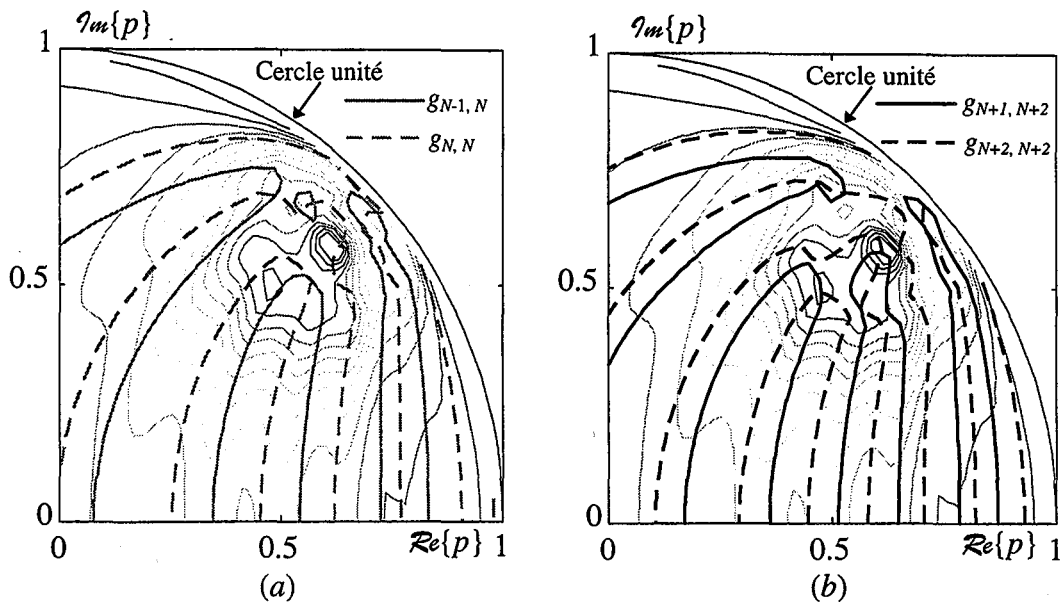 𝓘m{p}
1
Cercle unité
g_{N-1, N}
g_{N, N}
0.5
0
0
0.5
𝓡e{p}
1
(a)
𝓘m{p}
1
Cercle unité
g_{N+1, N+2}
g_{N+2, N+2}
0.5
0
0
0.5
𝓡e{p}
1
(b)